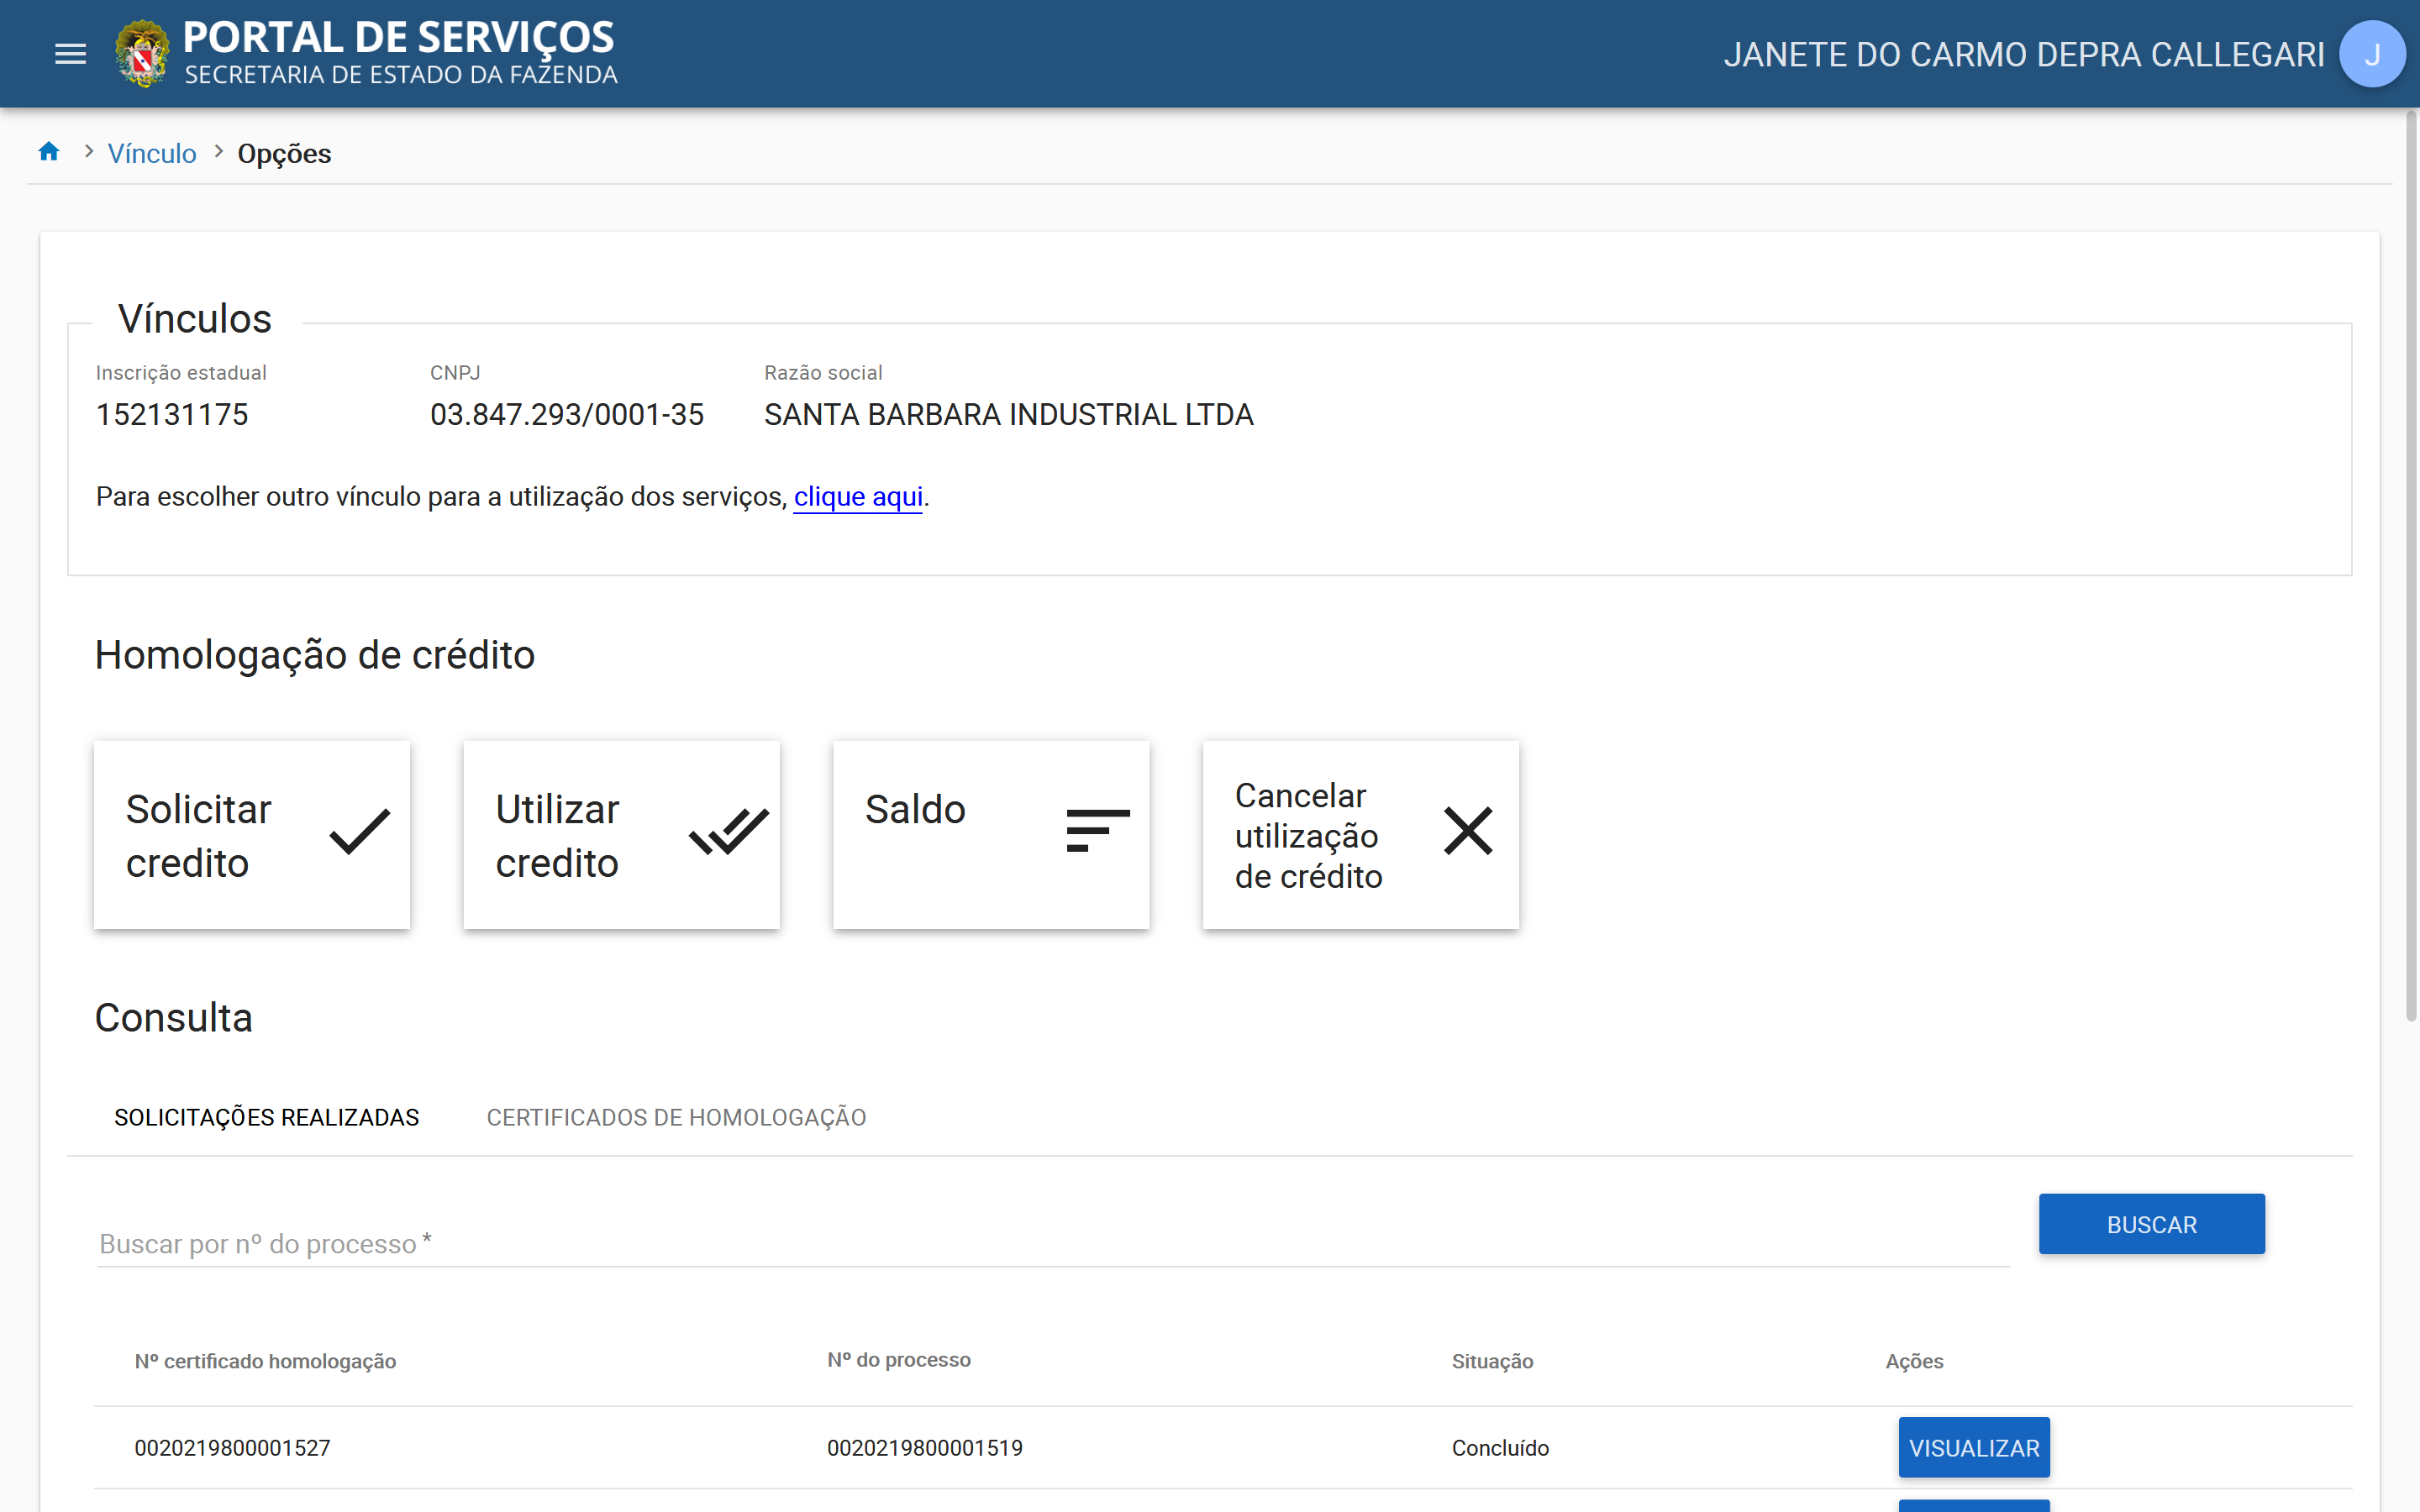 PORTAL DE SERVIÇOS
SECRETARIA DE ESTADO DA FAZENDA
JANETE DO CARMO DEPRA CALLEGARI
J
Vínculo
Opções
Vínculos
Inscrição estadual
CNPJ
Razão social
152131175
03.847.293/0001-35
SANTA BARBARA INDUSTRIAL LTDA
Para escolher outro vínculo para a utilização dos serviços, clique aqui.
Homologação de crédito
Solicitar
credito
Utilizar
credito
Saldo
Cancelar
utilização
de crédito
Consulta
SOLICITAÇÕES REALIZADAS
CERTIFICADOS DE HOMOLOGAÇÃO
Buscar por nº do processo *
BUSCAR
Nº certificado homologação
Nº do processo
Situação
Ações
0020219800001527
0020219800001519
Concluído
VISUALIZAR